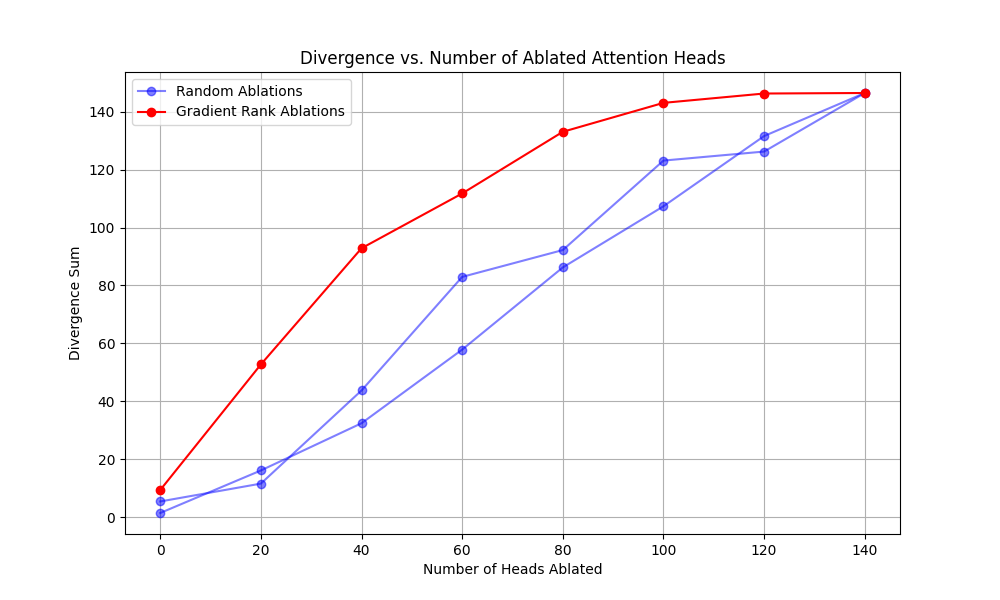 Divergence vs. Number of Ablated Attention Heads
Random Ablations
Gradient Rank Ablations
Divergence Sum
140
120
100
80
60
40
20
0
0 20 40 60 80 100 120 140
Number of Heads Ablated